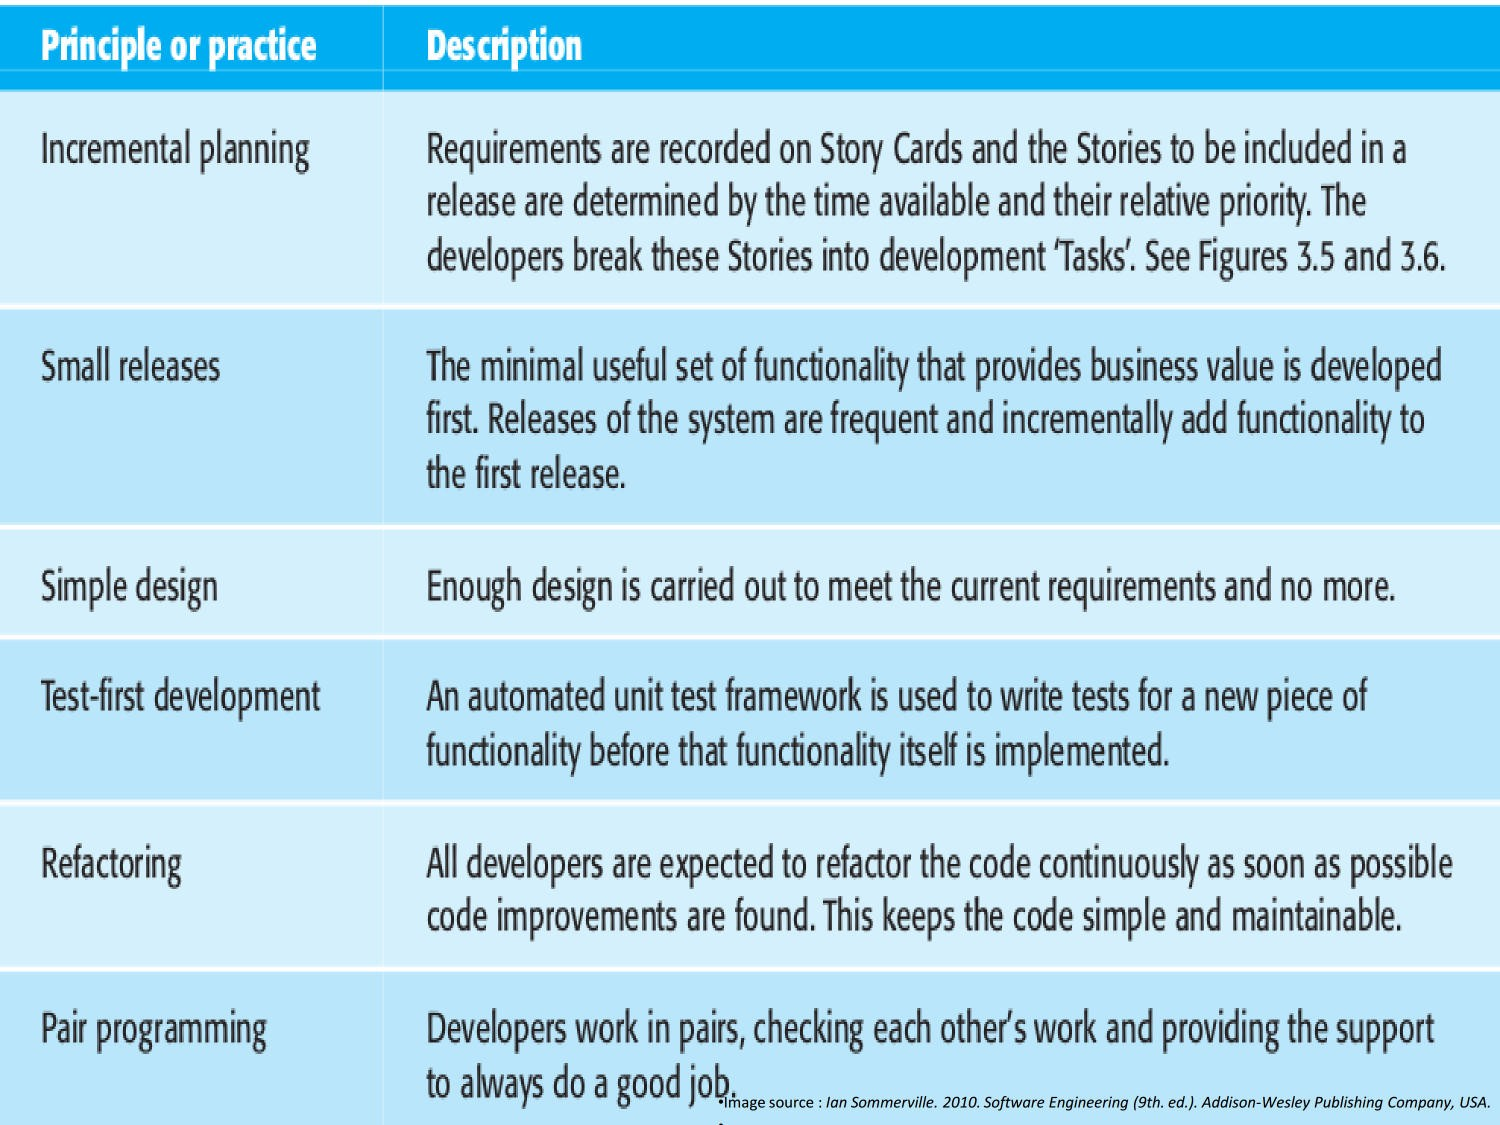 Principle or practice
Description
Incremental planning
Requirements are recorded on Story Cards and the Stories to be included in a
release are determined by the time available and their relative priority. The
developers break these Stories into development ‘Tasks’. See Figures 3.5 and 3.6.
Small releases
The minimal useful set of functionality that provides business value is developed
first. Releases of the system are frequent and incrementally add functionality to
the first release.
Simple design
Enough design is carried out to meet the current requirements and no more.
Test-first development
An automated unit test framework is used to write tests for a new piece of
functionality before that functionality itself is implemented.
Refactoring
All developers are expected to refactor the code continuously as soon as possible
code improvements are found. This keeps the code simple and maintainable.
Pair programming
Developers work in pairs, checking each other’s work and providing the support
to always do a good job.
•Image source : Ian Sommerville. 2010. Software Engineering (9th. ed.). Addison-Wesley Publishing Company, USA.